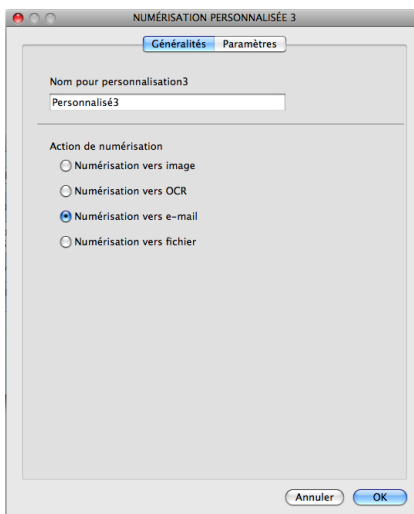 NUMÉRISATION PERSONNALISÉE 3
Généralités Paramètres
Nom pour personnalisation3
Personnalisé3
Action de numérisation
Numérisation vers image
Numérisation vers OCR
Numérisation vers e-mail
Numérisation vers fichier
Annuler OK